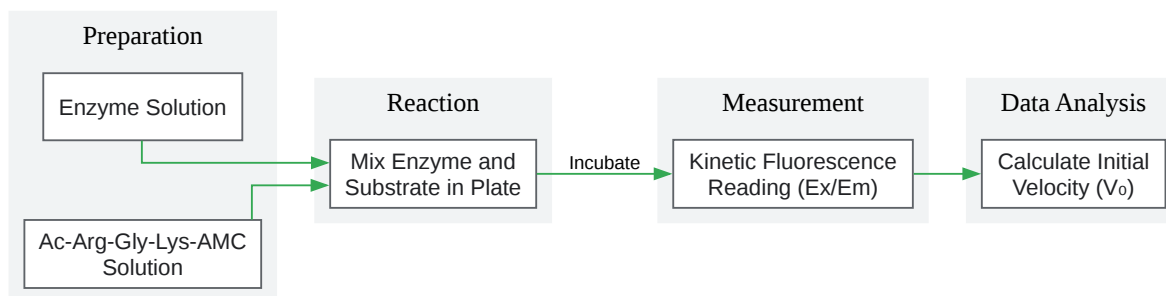 Preparation
Enzyme Solution
Ac-Arg-Gly-Lys-AMC
Solution
Reaction
Mix Enzyme and
Substrate in Plate
Incubate
Measurement
Kinetic Fluorescence
Reading (Ex/Em)
Data Analysis
Calculate Initial
Velocity (V₀)